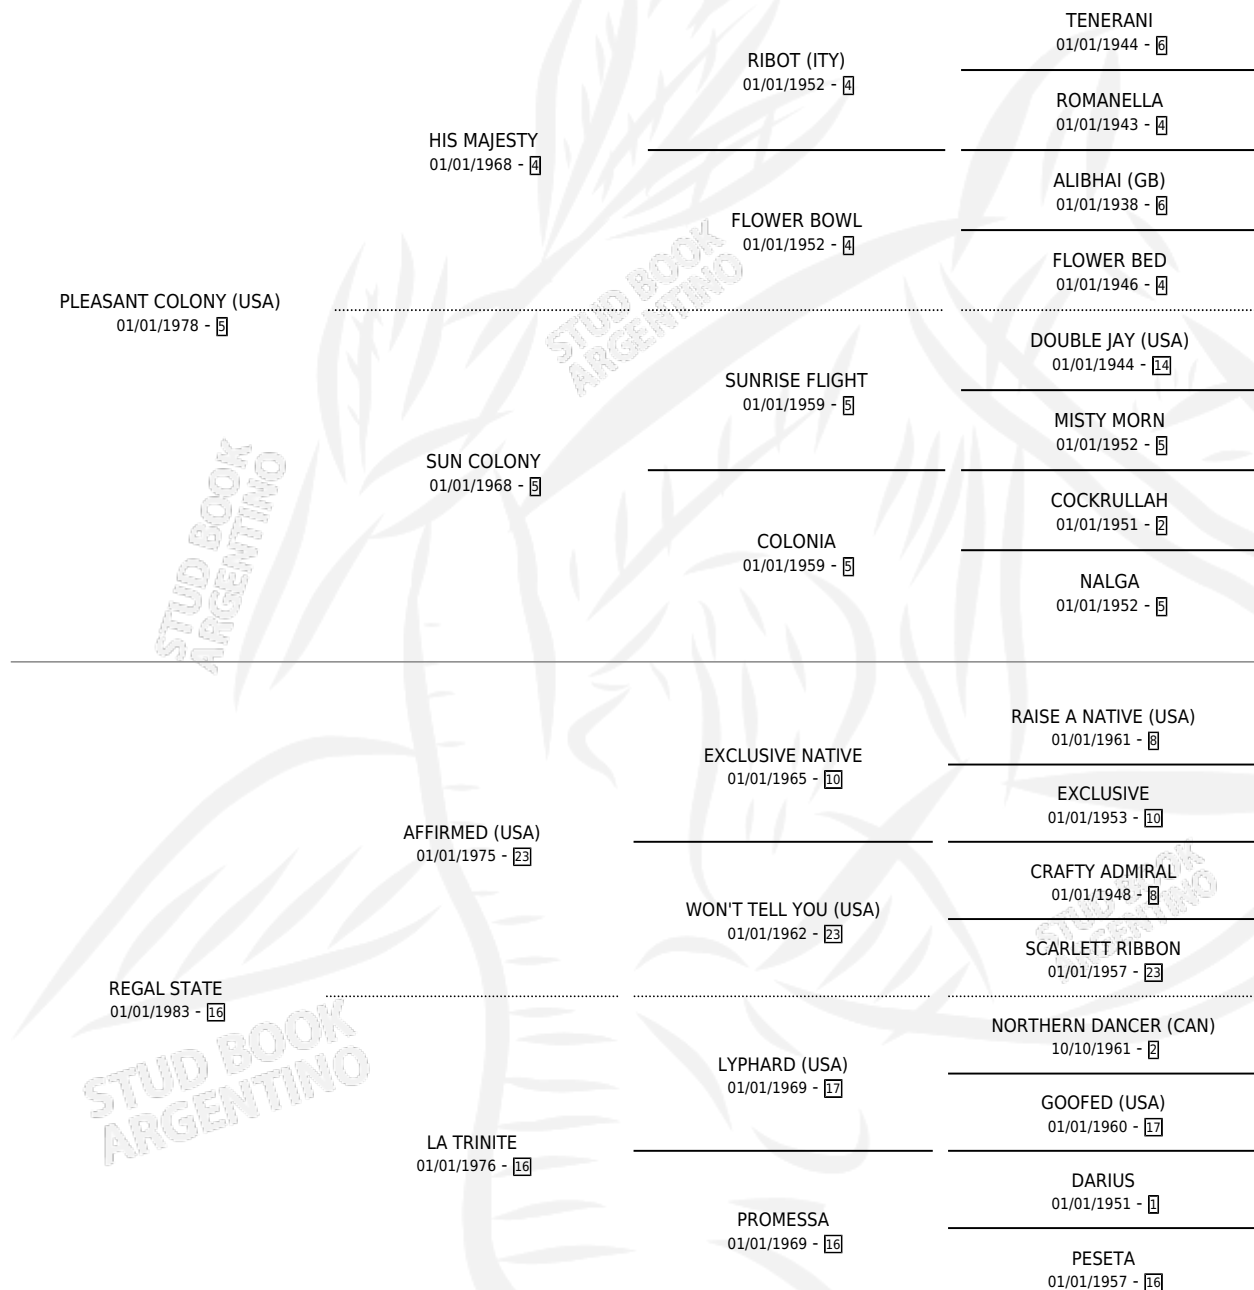 TENERANI
01/01/1944 - 6
RIBOT (ITY)
01/01/1952 - 4
ROMANELLA
01/01/1943 - 4
HIS MAJESTY
01/01/1968 - 4
ALIBHAI (GB)
01/01/1938 - 6
FLOWER BOWL
01/01/1952 - 4
FLOWER BED
01/01/1946 - 4
PLEASANT COLONY (USA)
01/01/1978 - 5
STUD BOOK
ARGENTINO
DOUBLE JAY (USA)
01/01/1944 - 14
SUNRISE FLIGHT
01/01/1959 - 5
MISTY MORN
01/01/1952 - 5
SUN COLONY
01/01/1968 - 5
COCKRULLAH
01/01/1951 - 2
COLONIA
01/01/1959 - 5
NALGA
01/01/1952 - 5
STUD BOOK
ARGENTINO
RAISE A NATIVE (USA)
01/01/1961 - 8
EXCLUSIVE NATIVE
01/01/1965 - 10
EXCLUSIVE
01/01/1953 - 10
AFFIRMED (USA)
01/01/1975 - 23
CRAFTY ADMIRAL
01/01/1948 - 8
STUD BOOK
ARGENTINO
WON'T TELL YOU (USA)
01/01/1962 - 23
SCARLETT RIBBON
01/01/1957 - 23
REGAL STATE
01/01/1983 - 16
STUD BOOK
ARGENTINO
NORTHERN DANCER (CAN)
10/10/1961 - 2
LYPHARD (USA)
01/01/1969 - 17
GOOFED (USA)
01/01/1960 - 17
LA TRINITE
01/01/1976 - 16
DARIUS
01/01/1951 - 1
PROMESSA
01/01/1969 - 16
PESETA
01/01/1957 - 16